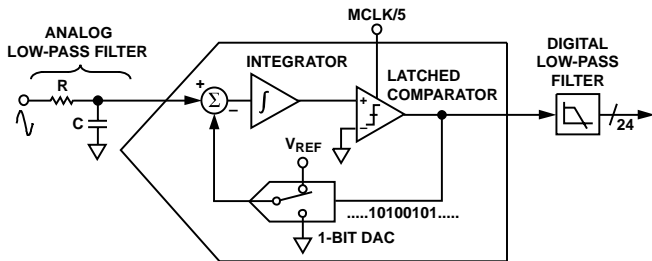 MCLK/5
ANALOG
LOW-PASS FILTER
R
C
+
Σ
−
INTEGRATOR
∫
LATCHED
COMPARATOR
+
−
DIGITAL
LOW-PASS
FILTER
24
VREF
.....10100101.....
1-BIT DAC